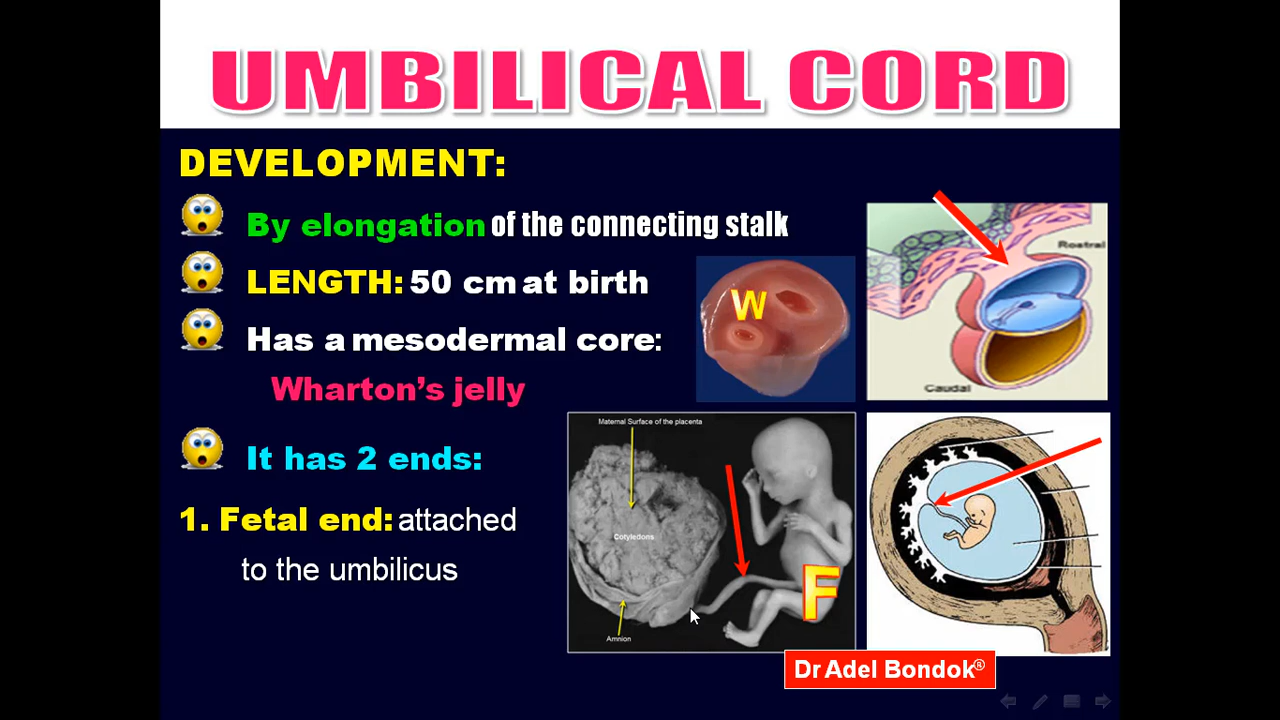 UMBILICAL CORD
DEVELOPMENT:
By elongation of the connecting stalk
LENGTH: 50 cm at birth
Has a mesodermal core:
Wharton's jelly
It has 2 ends:
1. Fetal end: attached
to the umbilicus
W
Rostral
Caudal
Maternal Surface of the placenta
Cotyledons
Amnion
F
Dr Adel Bondok®